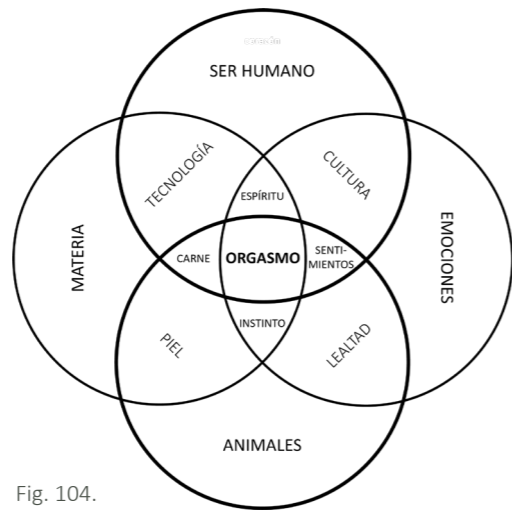 SER HUMANO
TECNOLOGÍA
CULTURA
ESPÍRITU
MATERIA
EMOCIONES
CARNE
ORGASMO
SENTI-
MIENTOS
INSTINTO
PIEL
LEALTAD
ANIMALES
Fig. 104.